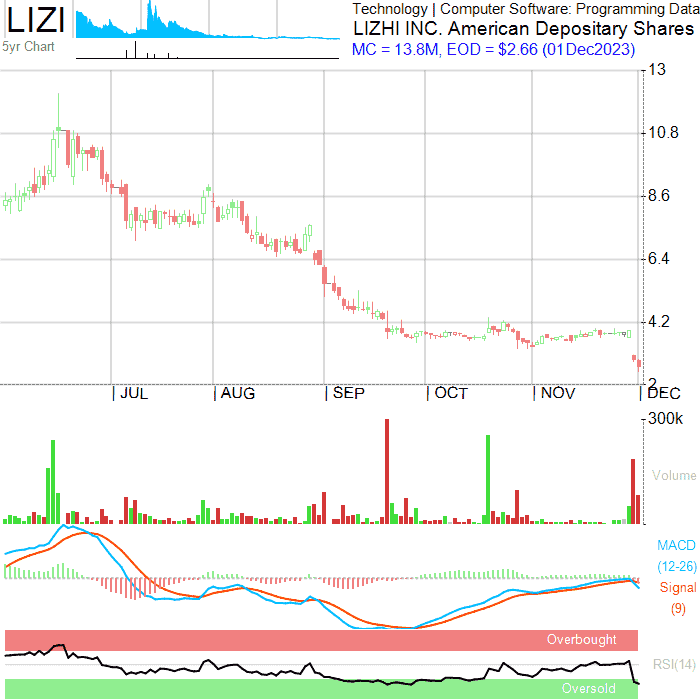 LIZI
5yr Chart
Technology | Computer Software: Programming Data
LIZHI INC. American Depositary Shares
MC = 13.8M, EOD = $2.66 (01Dec2023)
13
10.8
8.6
6.4
4.2
2
JUL AUG SEP OCT NOV DEC
300k
Volume
MACD
(12-26)
Signal
(9)
Overbought
RSI(14)
Oversold